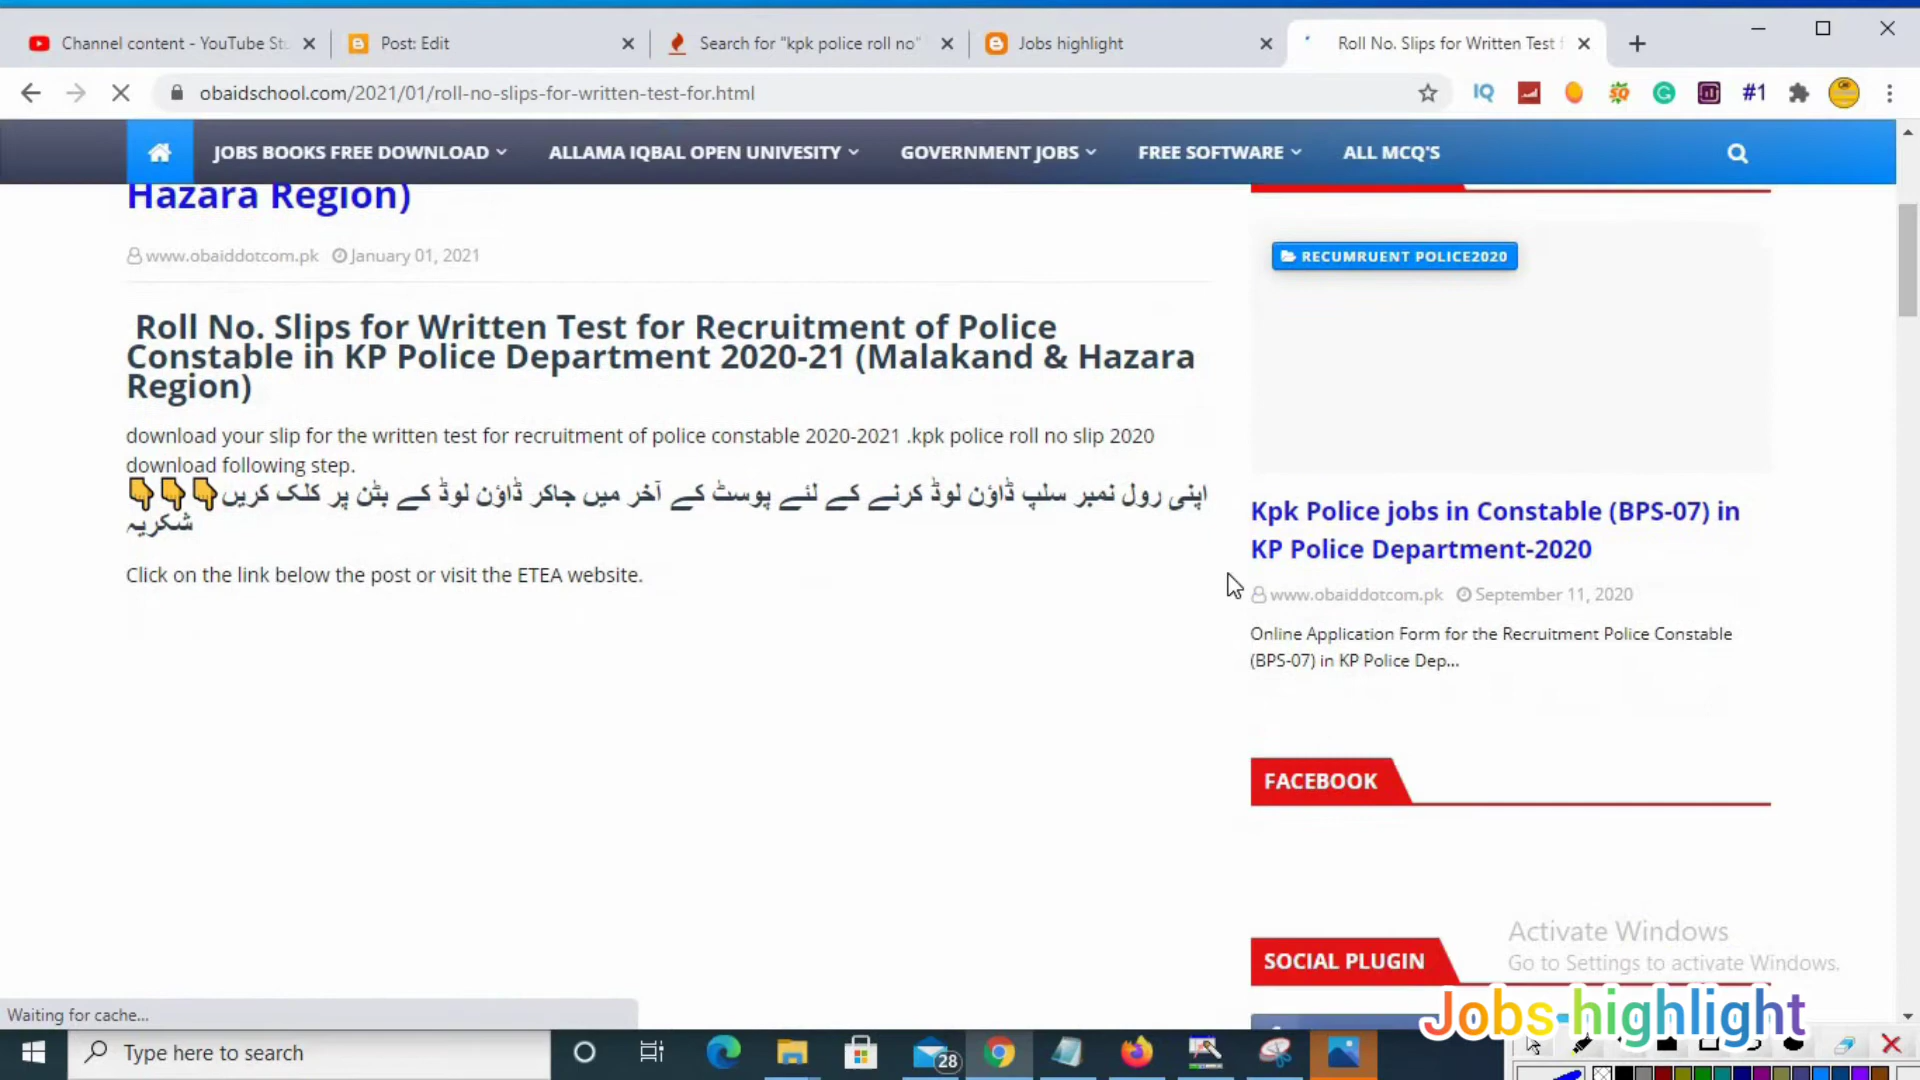 Channel content - YouTube Stu
Post: Edit
Search for "kpk police roll no"
Jobs highlight
Roll No. Slips for Written Test f
obaidschool.com/2021/01/roll-no-slips-for-written-test-for.html
IQ
#1
JOBS BOOKS FREE DOWNLOAD
ALLAMA IQBAL OPEN UNIVESITY
GOVERNMENT JOBS
FREE SOFTWARE
ALL MCQ'S
Hazara Region)
www.obaiddotcom.pk January 01, 2021
Roll No. Slips for Written Test for Recruitment of Police
Constable in KP Police Department 2020-21 (Malakand & Hazara
Region)
download your slip for the written test for recruitment of police constable 2020-2021 .kpk police roll no slip 2020
download following step.
اپنی رول نمبر سلپ ڈاؤن لوڈ کرنے کے لئے پوسٹ کے آخر میں جاکر ڈاؤن لوڈ کے بٹن پر کلک کریں👇👇👇
شکریہ
Click on the link below the post or visit the ETEA website.
RECUMRUENT POLICE2020
Kpk Police jobs in Constable (BPS-07) in
KP Police Department-2020
www.obaiddotcom.pk September 11, 2020
Online Application Form for the Recruitment Police Constable
(BPS-07) in KP Police Dep...
FACEBOOK
SOCIAL PLUGIN
Activate Windows
Go to Settings to activate Windows.
Jobs-highlight
Waiting for cache...
Type here to search
28